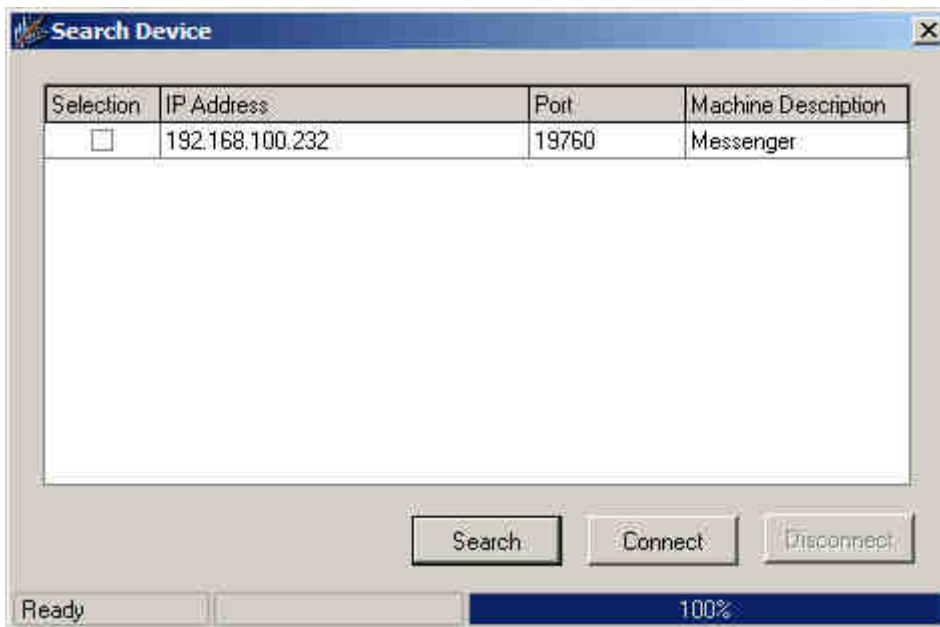 Search Device
Selection IP Address Port Machine Description
192.168.100.232 19760 Messenger
Search Connect Disconnect
Ready 100%